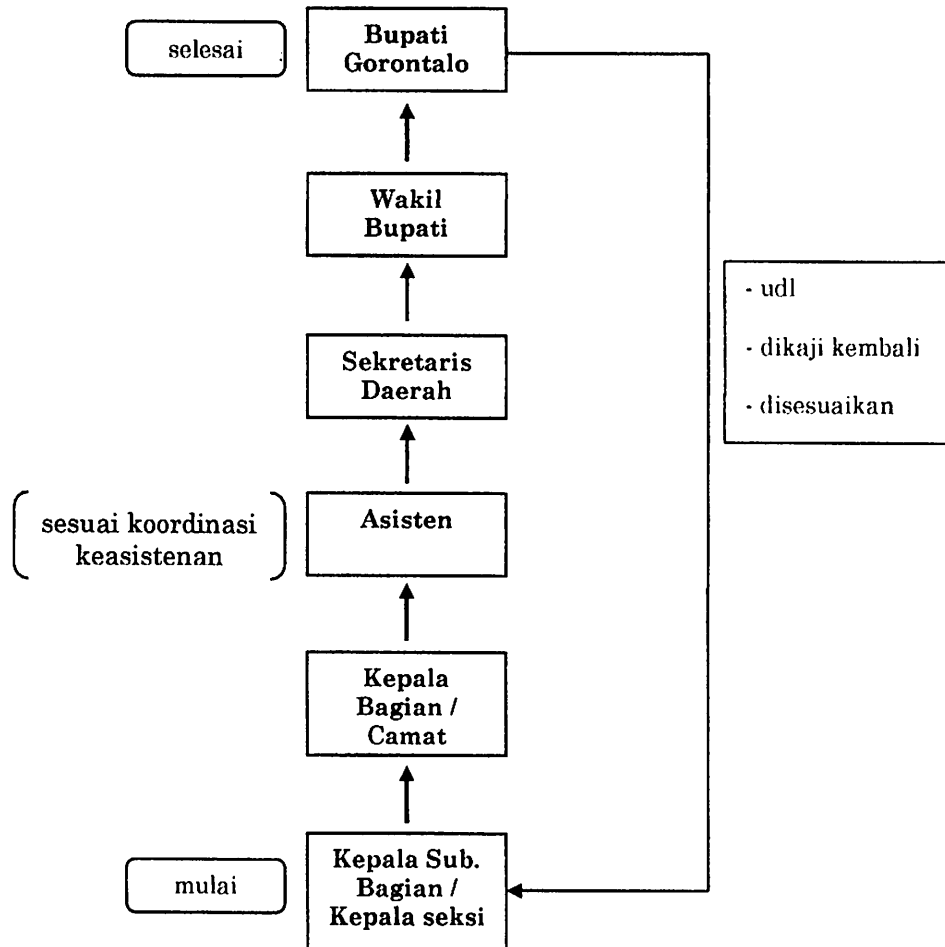 selesai
Bupati
Gorontalo
Wakil
Bupati
- udl
- dikaji kembali
- disesuaikan
Sekretaris
Daerah
sesuai koordinasi
keasistenan
Asisten
Kepala
Bagian /
Camat
mulai
Kepala Sub.
Bagian /
Kepala seksi